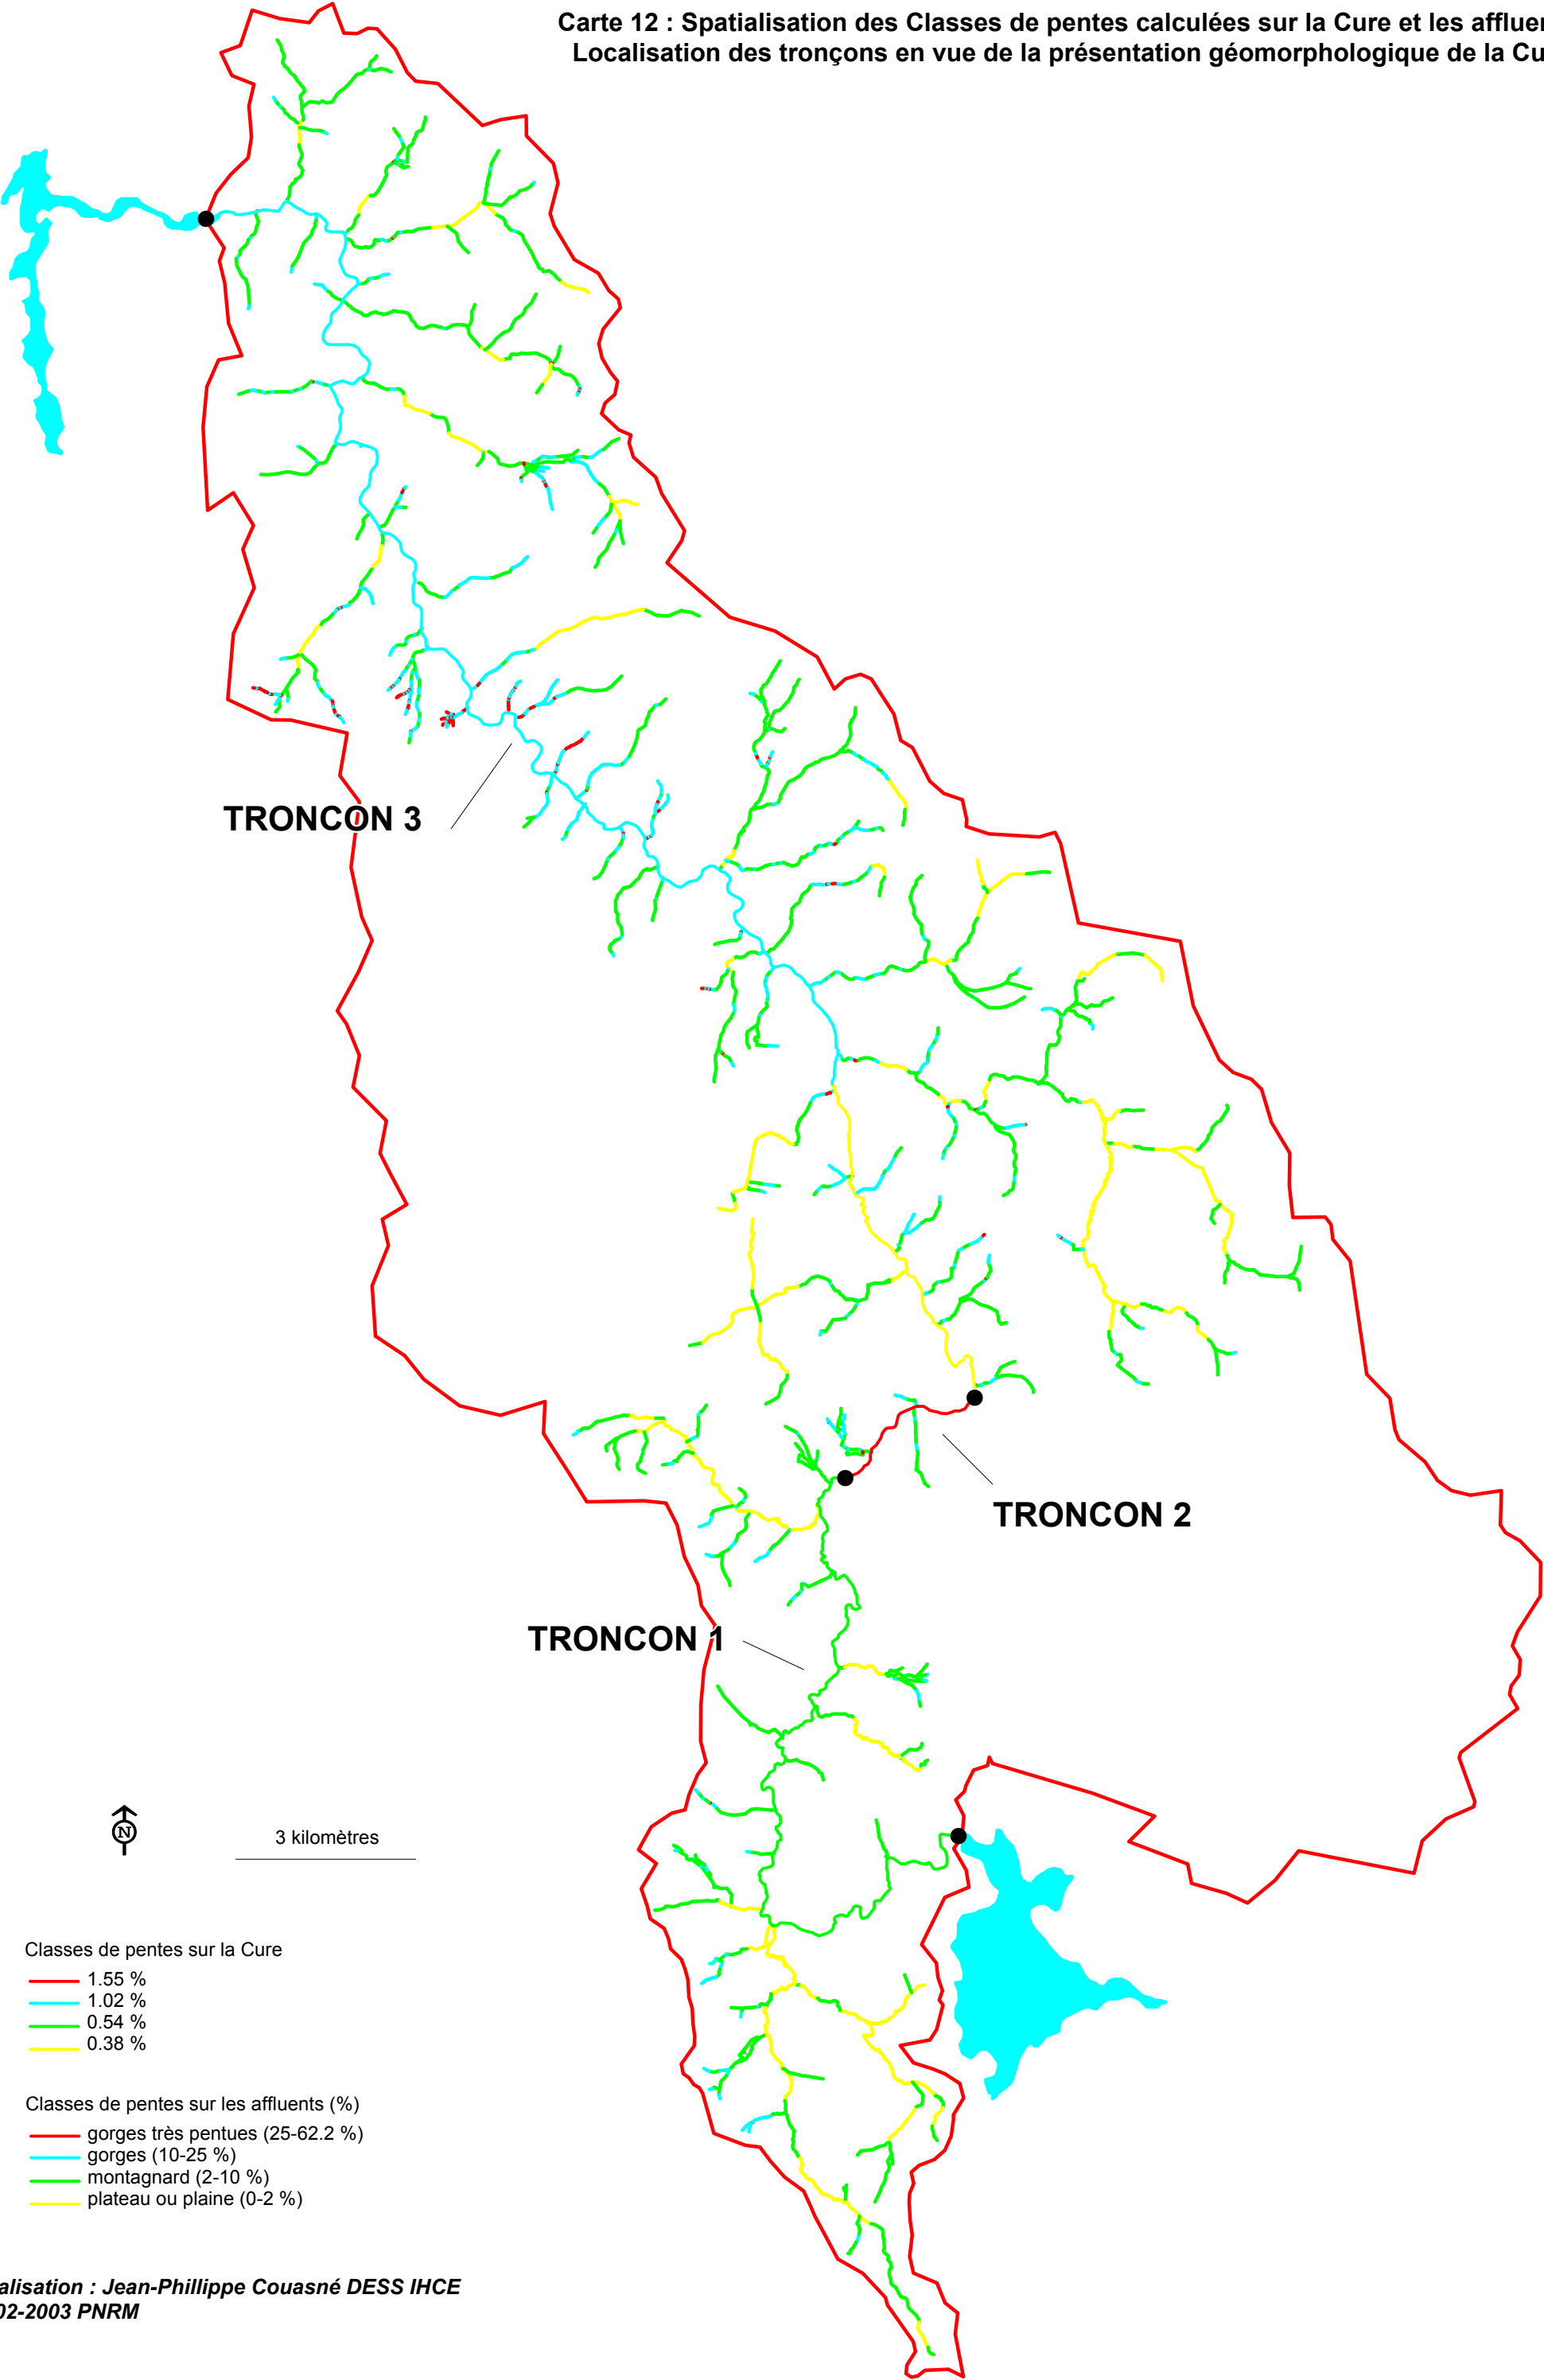 Carte 12 : Spatialisation des Classes de pentes calculées sur la Cure et les affluen
Localisation des tronçons en vue de la présentation géomorphologique de la Cu
TRONCON 3
TRONCON 2
TRONCON 1
N
3 kilomètres
Classes de pentes sur la Cure
1.55 %
1.02 %
0.54 %
0.38 %
Classes de pentes sur les affluents (%)
gorges très pentues (25-62.2 %)
gorges (10-25 %)
montagnard (2-10 %)
plateau ou plaine (0-2 %)
alisation : Jean-Phillippe Couasné DESS IHCE
02-2003 PNRM